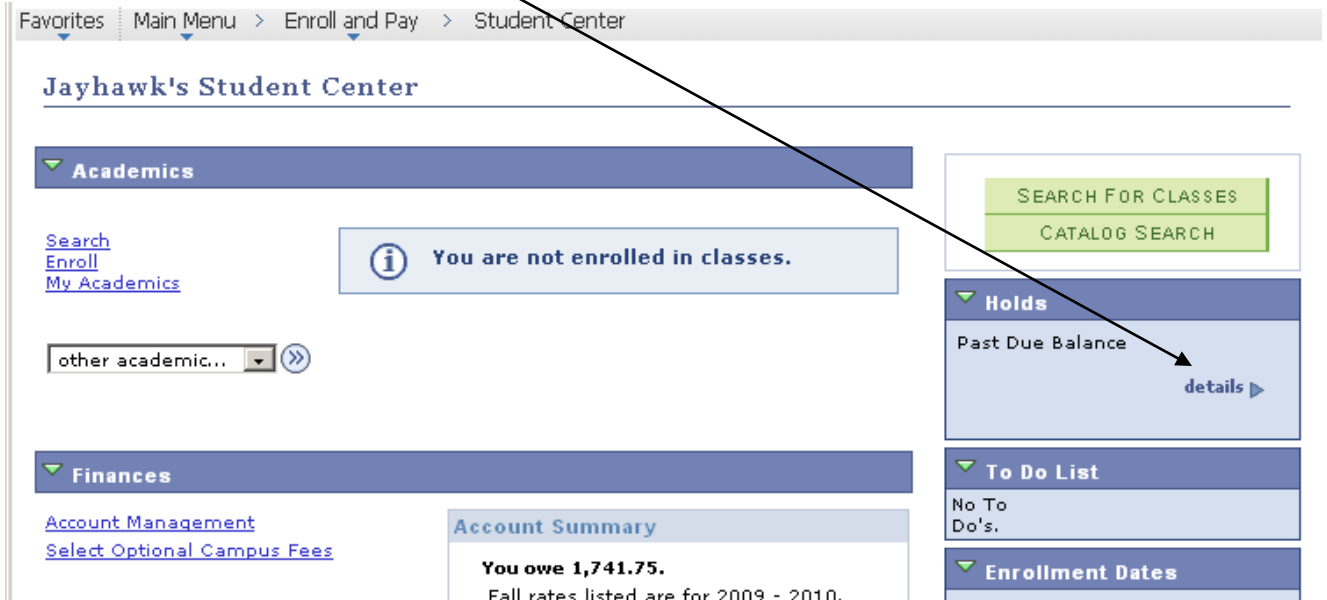 Favorites Main Menu > Enroll and Pay > Student Center
Jayhawk's Student Center
Academics
Search
Enroll
My Academics
You are not enrolled in classes.
other academic...
Finances
Account Management
Select Optional Campus Fees
Account Summary
You owe 1,741.75.
Fall rates listed are for 2009 - 2010.
SEARCH FOR CLASSES
CATALOG SEARCH
Holds
Past Due Balance
details
To Do List
No To
Do's.
Enrollment Dates